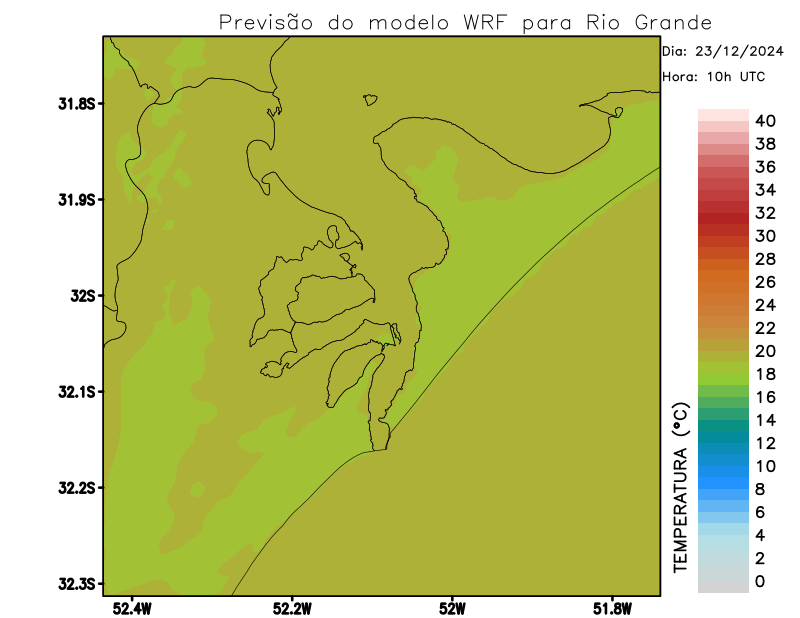 Previsão do modelo WRF para Rio Grande
Dia: 23/12/2024
Hora: 10h UTC
31.8S
31.9S
32S
32.1S
32.2S
32.3S
52.4W
52.2W
52W
51.8W
TEMPERATURA (°C)
40
38
36
34
32
30
28
26
24
22
20
18
16
14
12
10
8
6
4
2
0